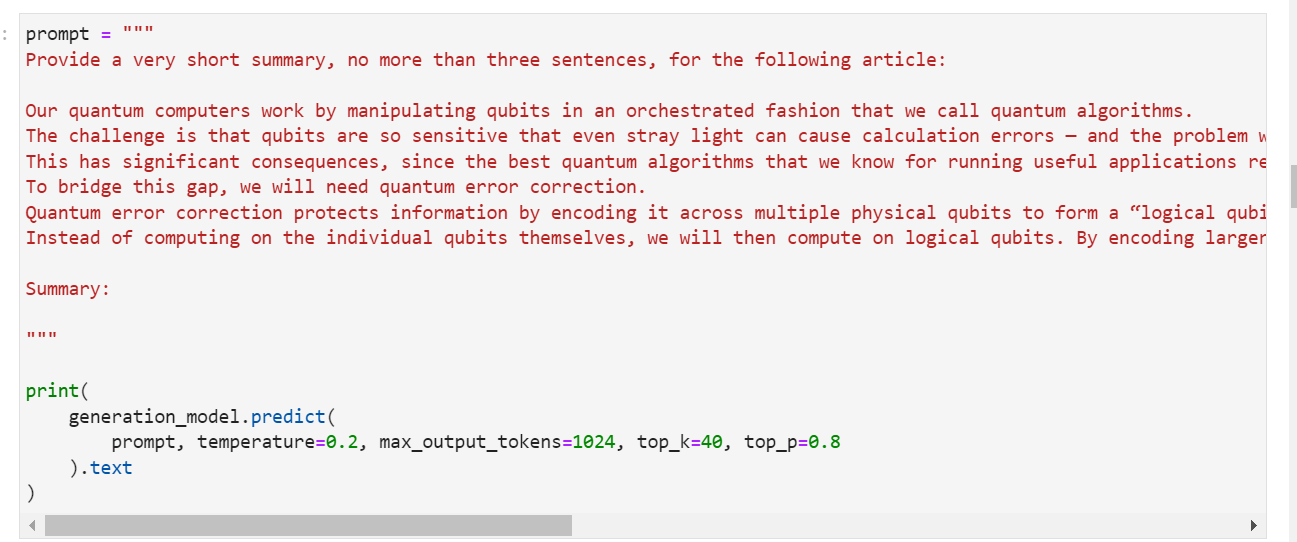 :
prompt = """
Provide a very short summary, no more than three sentences, for the following article:
Our quantum computers work by manipulating qubits in an orchestrated fashion that we call quantum algorithms.
The challenge is that qubits are so sensitive that even stray light can cause calculation errors — and the problem
This has significant consequences, since the best quantum algorithms that we know for running useful applications
To bridge this gap, we will need quantum error correction.
Quantum error correction protects information by encoding it across multiple physical qubits to form a “logical
Instead of computing on the individual qubits themselves, we will then compute on logical qubits. By encoding larger
Summary:
"""
print(
generation_model.predict(
prompt, temperature=0.2, max_output_tokens=1024, top_k=40, top_p=0.8
).text
)